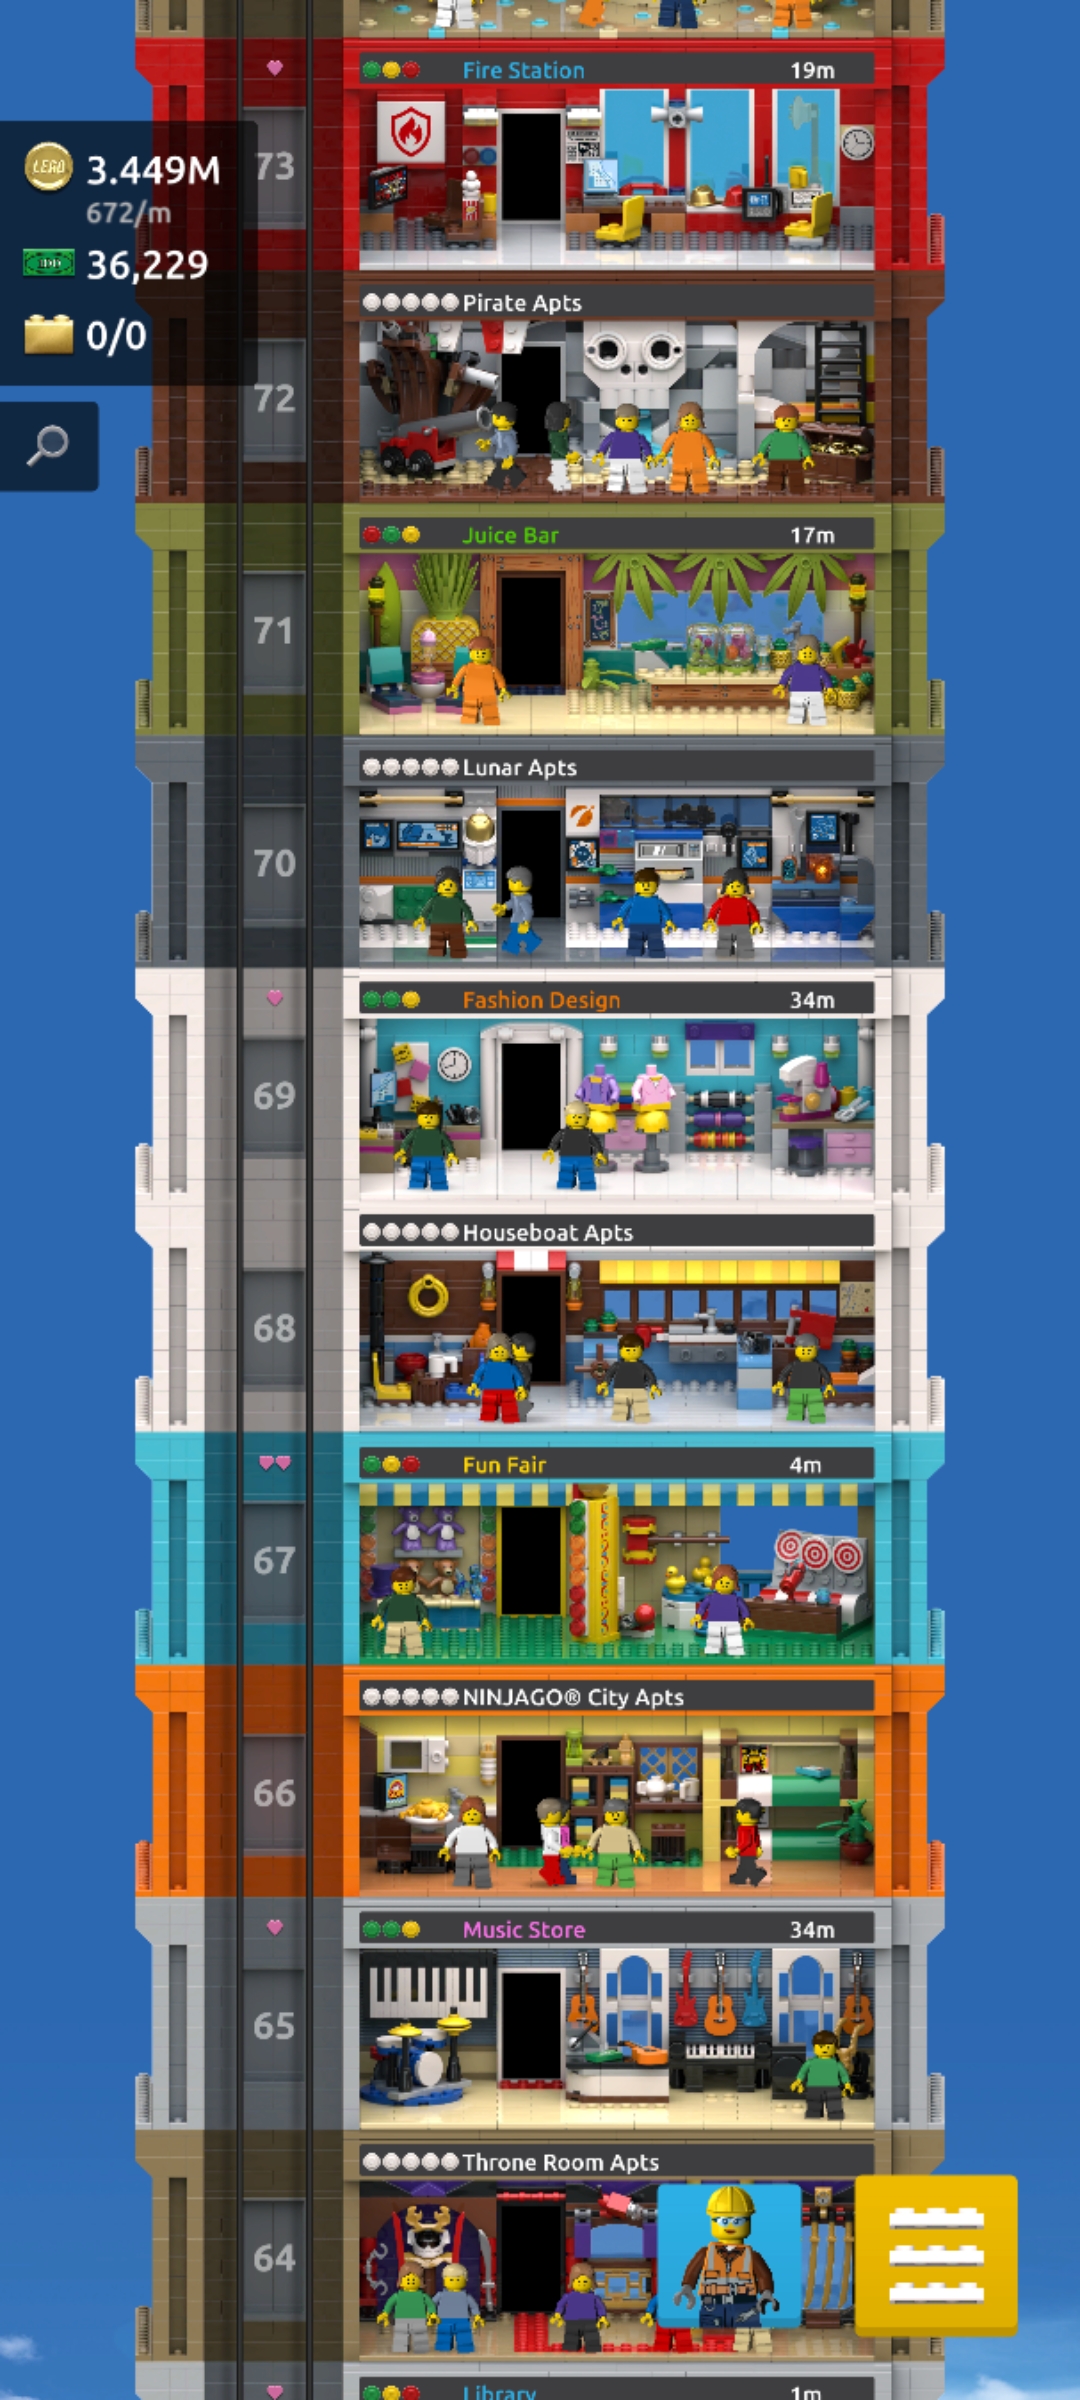 Fire Station 19m
73
LEGO 3.449M
672/m
36,229
0/0
Pirate Apts
72
Juice Bar 17m
71
Lunar Apts
70
Fashion Design 34m
69
Houseboat Apts
68
Fun Fair 4m
67
NINJAGO® City Apts
66
Music Store 34m
65
Throne Room Apts
64
Library 1m